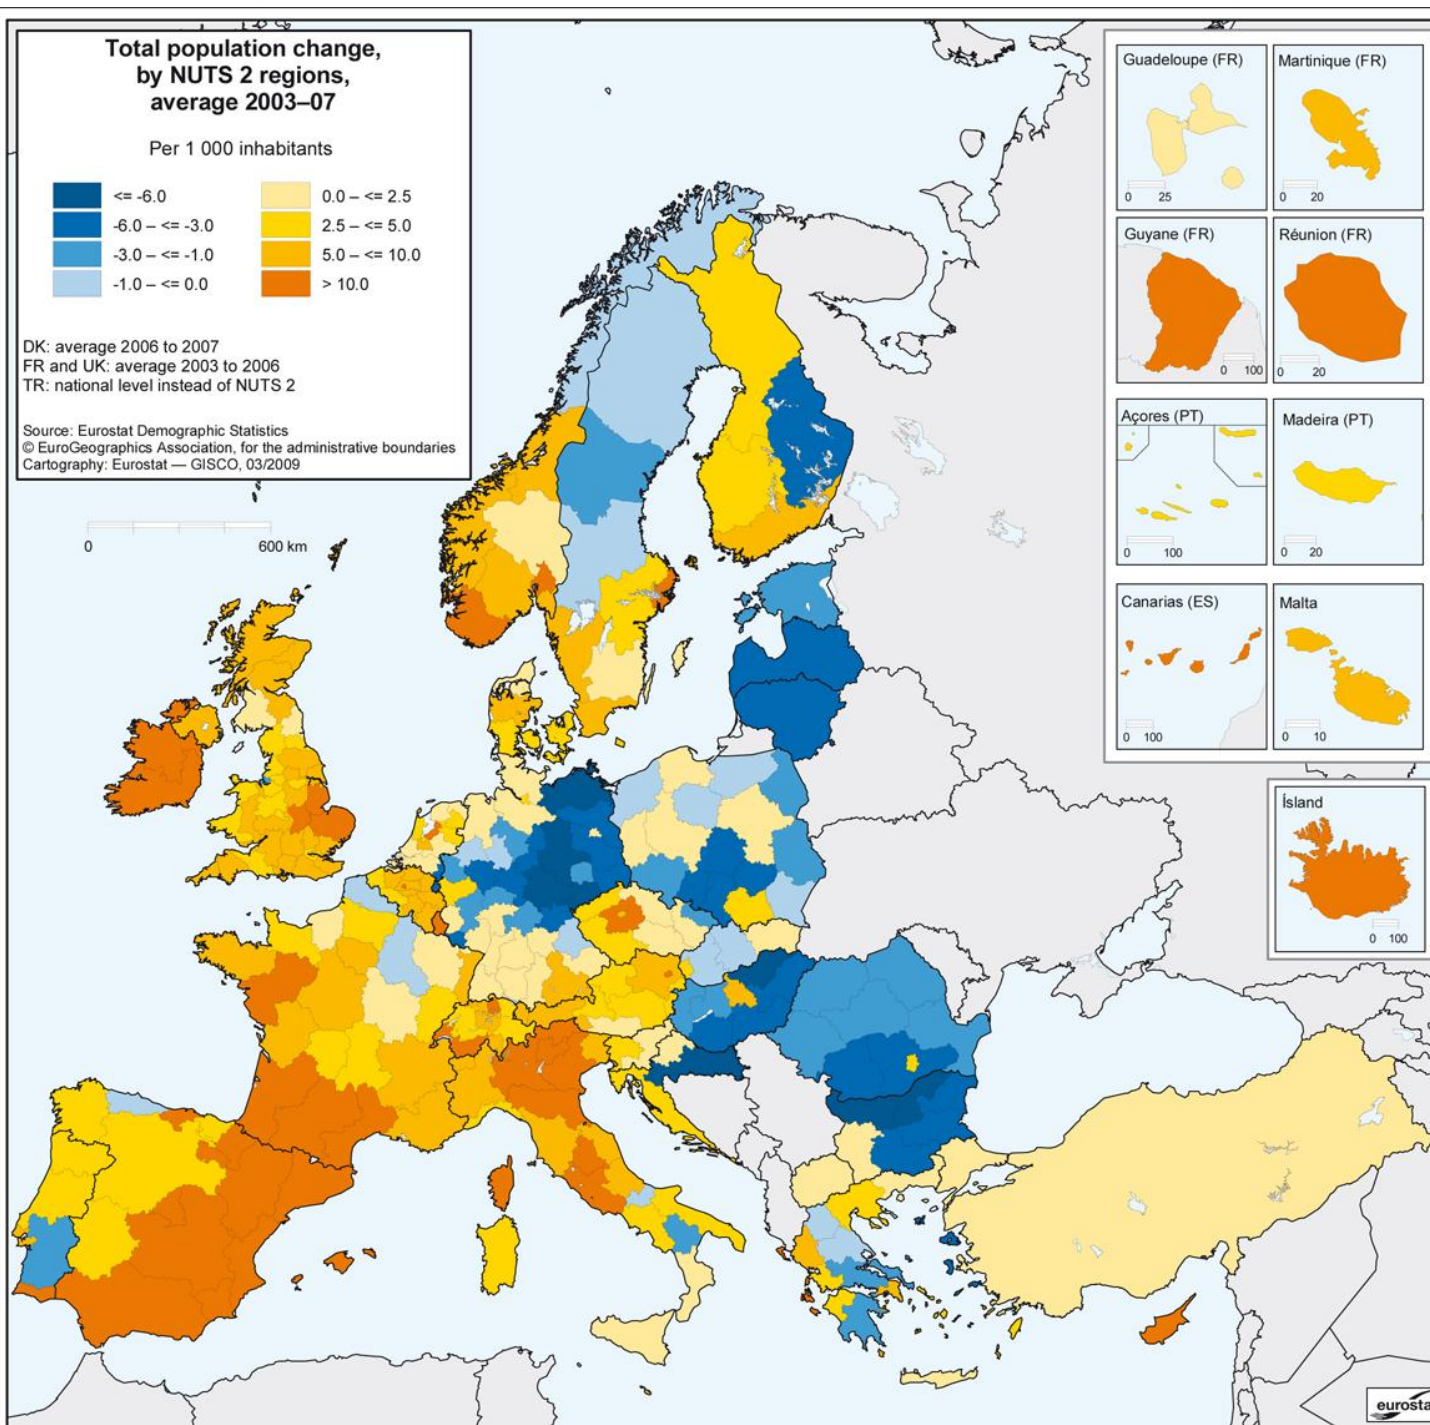 Total population change,
by NUTS 2 regions,
average 2003–07
Per 1 000 inhabitants
<= -6.0
-6.0 – <= -3.0
-3.0 – <= -1.0
-1.0 – <= 0.0
0.0 – <= 2.5
2.5 – <= 5.0
5.0 – <= 10.0
> 10.0
DK: average 2006 to 2007
FR and UK: average 2003 to 2006
TR: national level instead of NUTS 2
Source: Eurostat Demographic Statistics
© EuroGeographics Association, for the administrative boundaries
Cartography: Eurostat — GISCO, 03/2009
0 600 km
Guadeloupe (FR)
0 25
Martinique (FR)
0 20
Guyane (FR)
0 100
Réunion (FR)
0 20
Açores (PT)
0 100
Madeira (PT)
0 20
Canarias (ES)
0 100
Malta
0 10
Ísland
0 100
eurosta